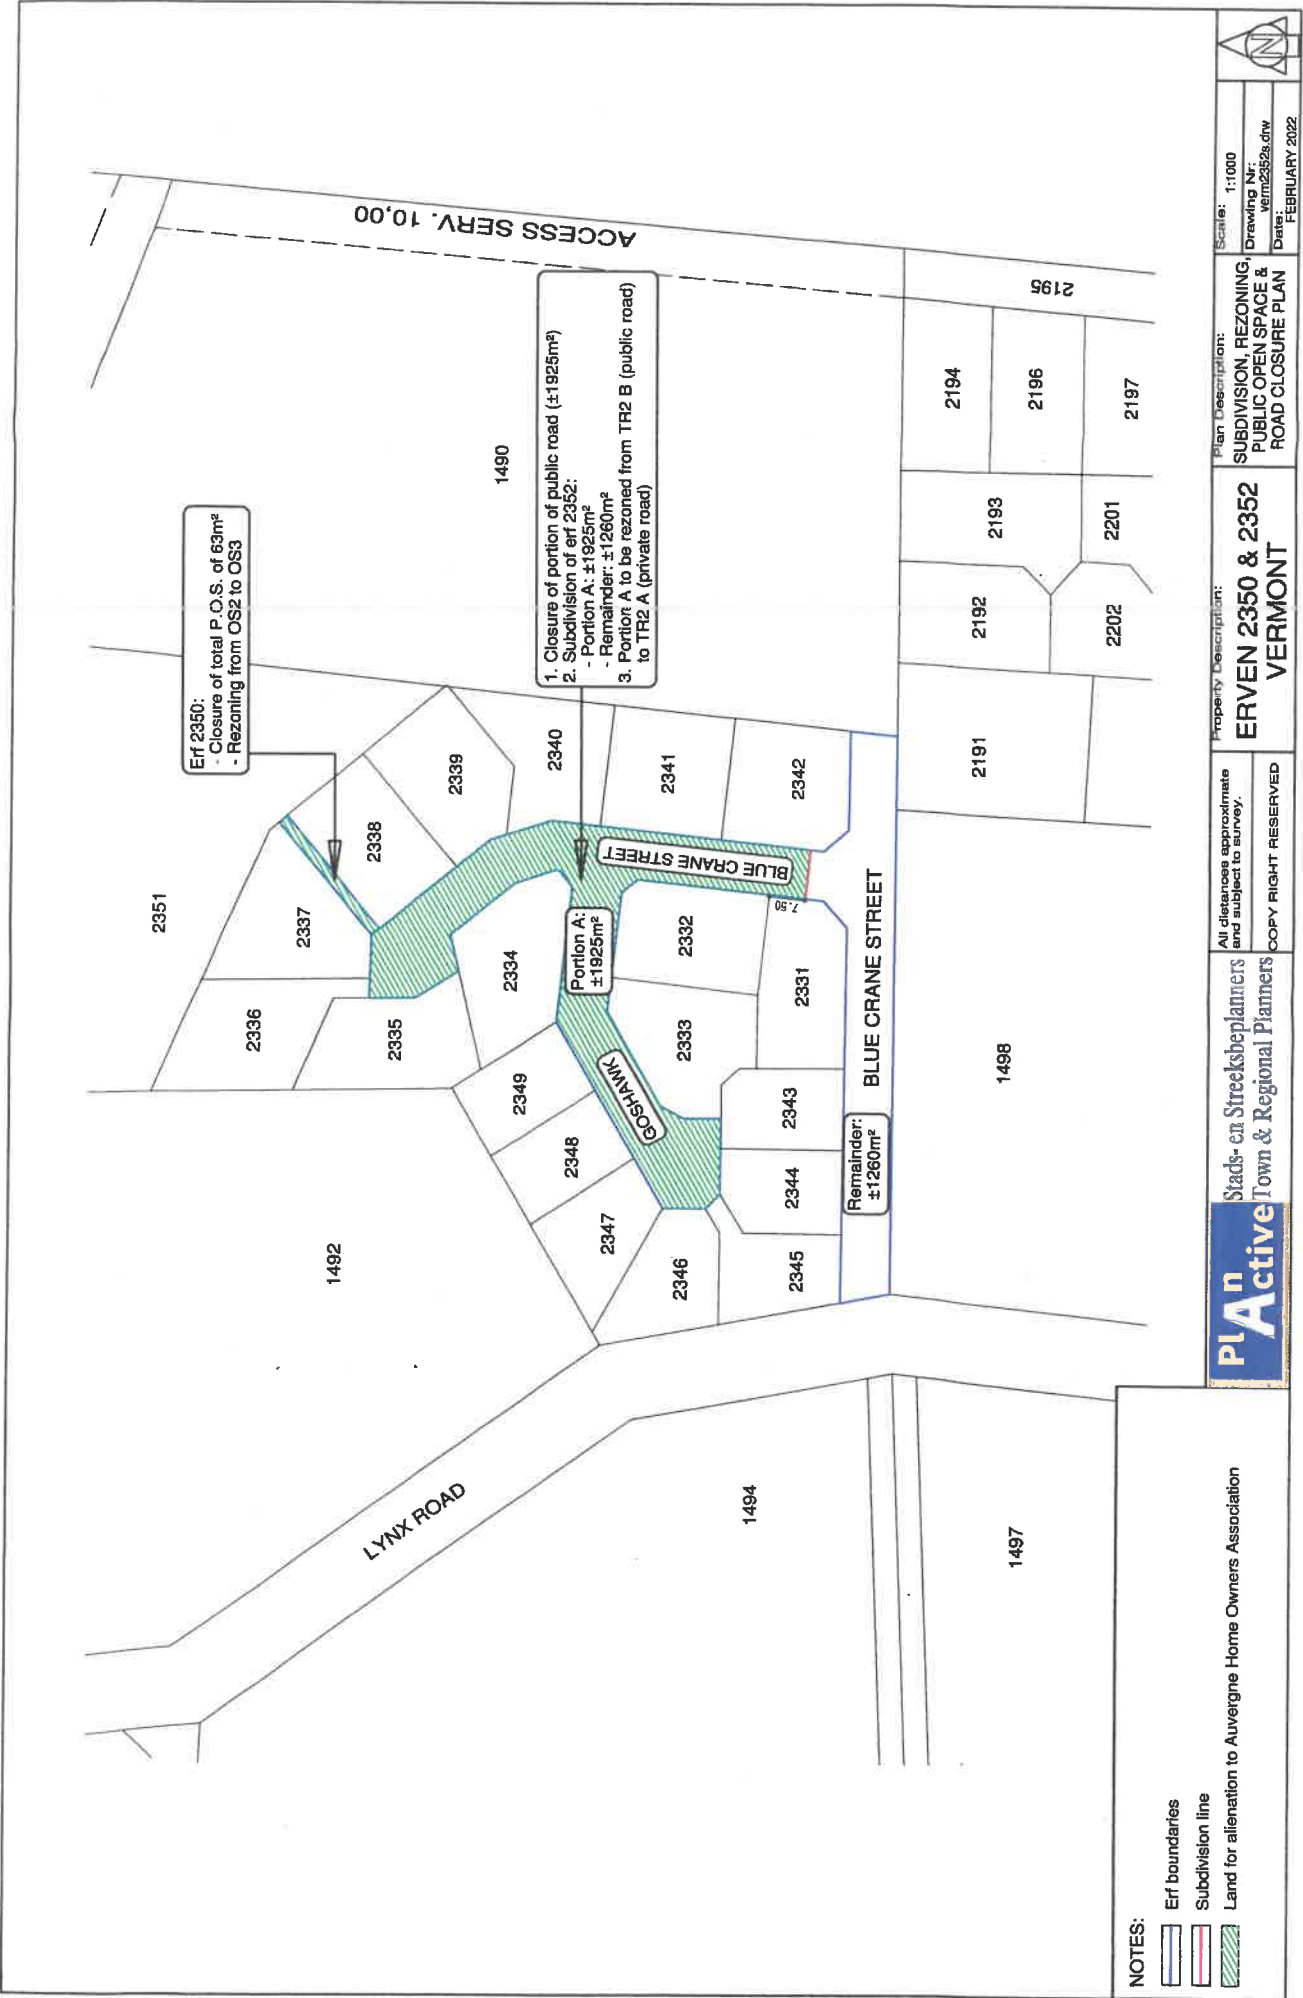 Erf 2350:
- Closure of total P.O.S. of 63m²
- Rezoning from OS2 to OS3
1. Closure of portion of public road (±1925m²)
2. Subdivision of erf 2352:
- Portion A: ±1925m²
- Remainder: ±1260m²
3. Portion A to be rezoned from TR2 B (public road)
to TR2 A (private road)
ACCESS SERV. 10,00
1490
2351
2336
2337
2338
2339
2340
2335
2334
2341
2342
BLUE CRANE STREET
7.50
Portion A:
±1925m²
2332
2331
2333
GOSHAWK
2349
2348
2347
2346
2345
2344
2343
Remainder:
±1260m²
BLUE CRANE STREET
1492
LYNX ROAD
1494
1497
1498
2191
2192
2193
2194
2195
2196
2197
2201
2202
NOTES:
Erf boundaries
Subdivision line
Land for alienation to Auvergne Home Owners Association
PlAn
Active
Stads- en Streeksbeplanners
Town & Regional Planners
All distances approximate
and subject to survey.
COPY RIGHT RESERVED
Property Description:
ERVEN 2350 & 2352
VERMONT
Plan Description:
SUBDIVISION, REZONING,
PUBLIC OPEN SPACE &
ROAD CLOSURE PLAN
Scale: 1:1000
Drawing Nr:
verm2352s.drw
Date:
FEBRUARY 2022
N